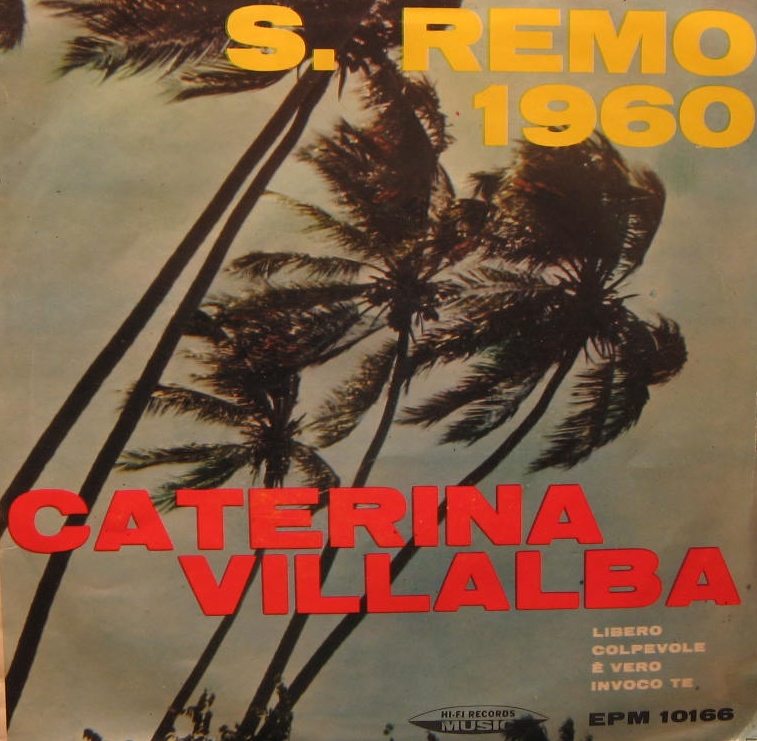 S. REMO
1960
CATERINA
VILLALBA
LIBERO
COLPEVOLE
È VERO
INVOCO TE
HI-FI RECORDS
MUSIC
EPM 10166